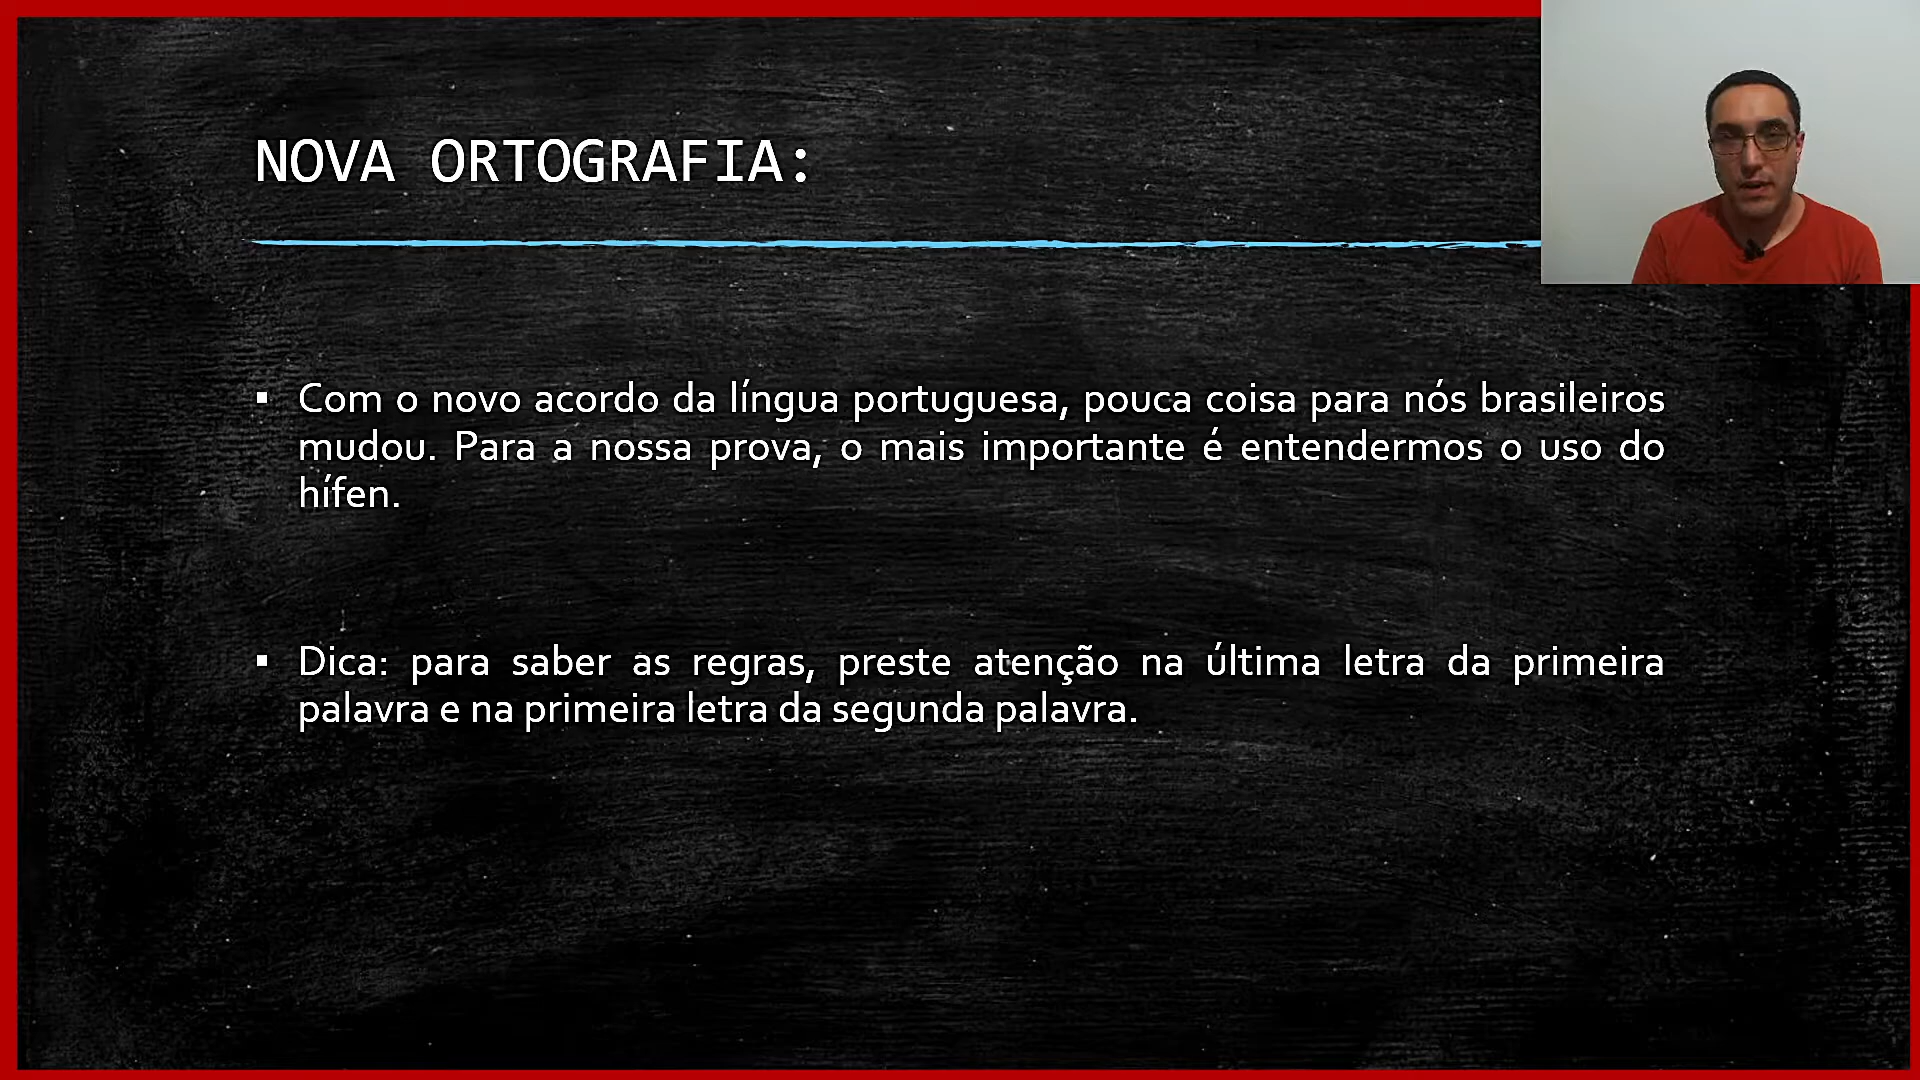 NOVA ORTOGRAFIA:
▪ Com o novo acordo da língua portuguesa, pouca coisa para nós brasileiros
mudou. Para a nossa prova, o mais importante é entendermos o uso do
hífen.
▪ Dica: para saber as regras, preste atenção na última letra da primeira
palavra e na primeira letra da segunda palavra.